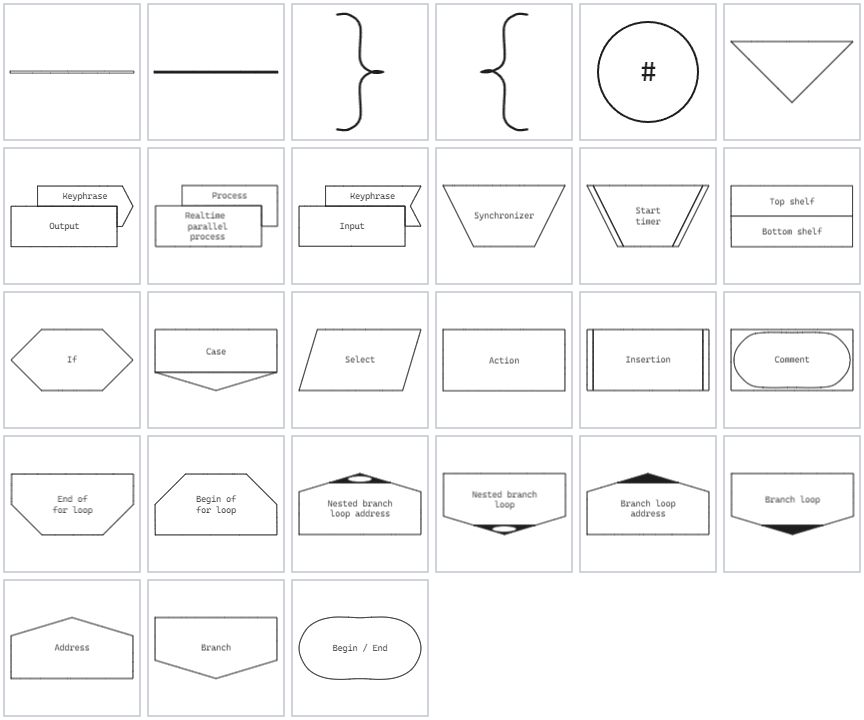 #
Keyphrase
Output
Process
Realtime
parallel
process
Keyphrase
Input
Synchronizer
Start
timer
Top shelf
Bottom shelf
If
Case
Select
Action
Insertion
Comment
End of
for loop
Begin of
for loop
Nested branch
loop address
Nested branch
loop
Branch loop
address
Branch loop
Address
Branch
Begin / End